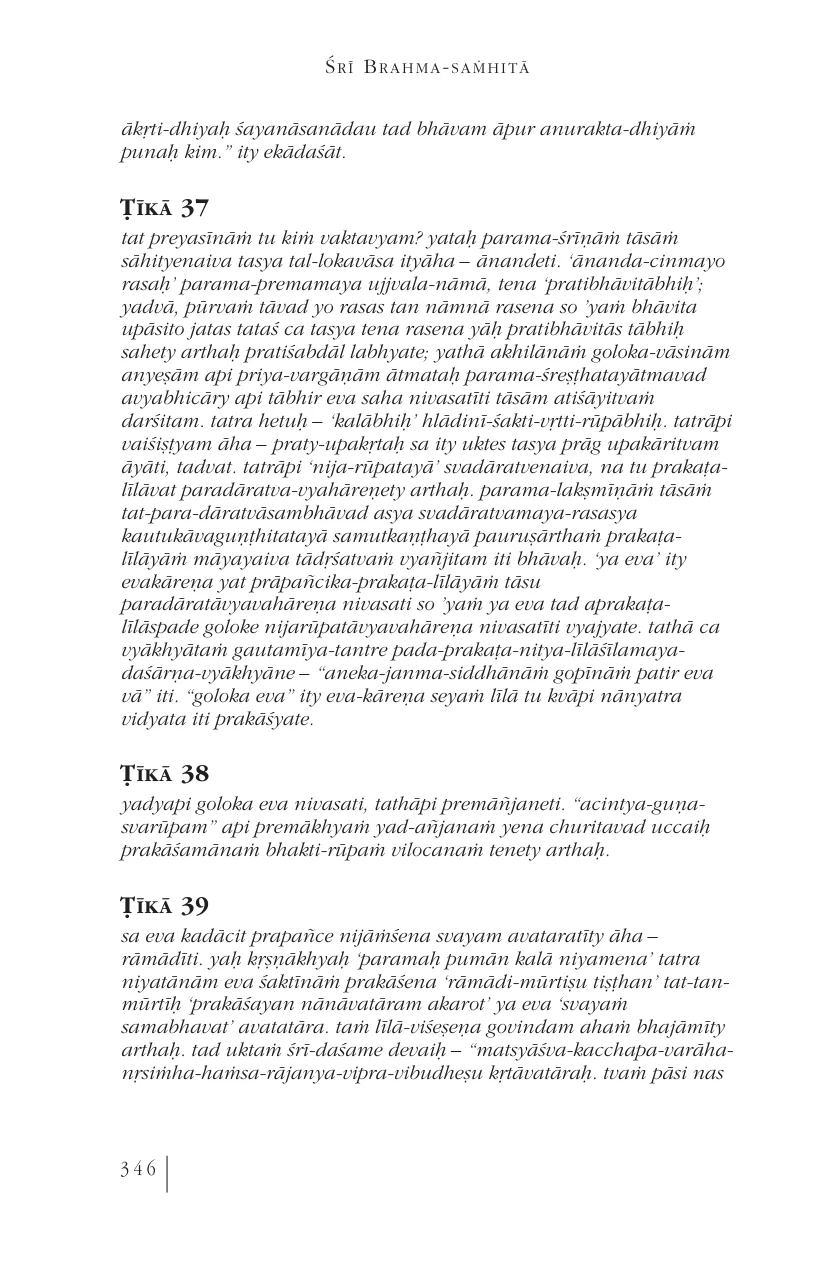 Śrī Brahma-saṁhitā
ākṛti-dhiyaḥ śayanāsanādau tad bhāvam āpur anurakta-dhiyāṁ
punaḥ kim.” ity ekādaśāt.
Ṭīkā 37
tat preyasīnāṁ tu kiṁ vaktavyam? yataḥ parama-śrīṇāṁ tāsāṁ
sāhityenaiva tasya tal-lokavāsa ityāha – ānandeti. ‘ānanda-cinmayo
rasaḥ’ parama-premamaya ujjvala-nāmā, tena ‘pratibhāvitābhiḥ’;
yadvā, pūrvaṁ tāvad yo rasas tan nāmnā rasena so ’yaṁ bhāvita
upāsito jatas tataś ca tasya tena rasena yāḥ pratibhāvitās tābhiḥ
sahety arthaḥ pratiśabdāl labhyate; yathā akhilānāṁ goloka-vāsinām
anyeṣām api priya-vargāṇām ātmataḥ parama-śreṣṭhatayātmavad
avyabhicāry api tābhir eva saha nivasatīti tāsām atiśāyitvaṁ
darśitam. tatra hetuḥ – ‘kalābhiḥ’ hlādinī-śakti-vṛtti-rūpābhiḥ. tatrāpi
vaiśiṣṭyam āha – praty-upakṛtaḥ sa ity uktes tasya prāg upakāritvam
āyāti, tadvat. tatrāpi ‘nija-rūpatayā’ svadāratvenaiva, na tu prakaṭa-
līlāvat paradāratva-vyahāreṇety arthaḥ. parama-lakṣmīṇāṁ tāsāṁ
tat-para-dāratvāsambhāvad asya svadāratvamaya-rasasya
kautukāvaguṇṭhitatayā samutkaṇṭhayā pauruṣārthaṁ prakaṭa-
līlāyāṁ māyayaiva tādṛśatvaṁ vyañjitam iti bhāvaḥ. ‘ya eva’ ity
evakāreṇa yat prāpañcika-prakaṭa-līlāyāṁ tāsu
paradāratāvyavahāreṇa nivasati so ’yaṁ ya eva tad aprakaṭa-
līlāspade goloke nijarūpatāvyavahāreṇa nivasatīti vyajyate. tathā ca
vyākhyātaṁ gautamīya-tantre pada-prakaṭa-nitya-līlāśīlamaya-
daśārṇa-vyākhyāne – “aneka-janma-siddhānāṁ gopīnāṁ patir eva
vā” iti. “goloka eva” ity eva-kāreṇa seyaṁ līlā tu kvāpi nānyatra
vidyata iti prakāśyate.
Ṭīkā 38
yadyapi goloka eva nivasati, tathāpi premāñjaneti. “acintya-guṇa-
svarūpam” api premākhyaṁ yad-añjanaṁ yena churitavad uccaiḥ
prakāśamānaṁ bhakti-rūpaṁ vilocanaṁ tenety arthaḥ.
Ṭīkā 39
sa eva kadācit prapañce nijāṁśena svayam avataratīty āha –
rāmādīti. yaḥ kṛṣṇākhyaḥ ‘paramaḥ pumān kalā niyamena’ tatra
niyatānām eva śaktīnāṁ prakāśena ‘rāmādi-mūrtiṣu tiṣṭhan’ tat-tan-
mūrtīḥ ‘prakāśayan nānāvatāram akarot’ ya eva ‘svayaṁ
samabhavat’ avatatāra. taṁ līlā-viśeṣeṇa govindam ahaṁ bhajāmīty
arthaḥ. tad uktaṁ śrī-daśame devaiḥ – “matsyāśva-kacchapa-varāha-
nṛsiṁha-haṁsa-rājanya-vipra-vibudheṣu kṛtāvatāraḥ. tvaṁ pāsi nas
346